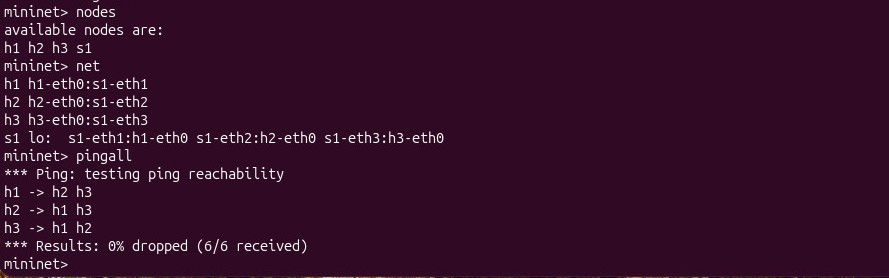 mininet> nodes
available nodes are:
h1 h2 h3 s1
mininet> net
h1 h1-eth0:s1-eth1
h2 h2-eth0:s1-eth2
h3 h3-eth0:s1-eth3
s1 lo:  s1-eth1:h1-eth0 s1-eth2:h2-eth0 s1-eth3:h3-eth0
mininet> pingall
*** Ping: testing ping reachability
h1 -> h2 h3
h2 -> h1 h3
h3 -> h1 h2
*** Results: 0% dropped (6/6 received)
mininet>